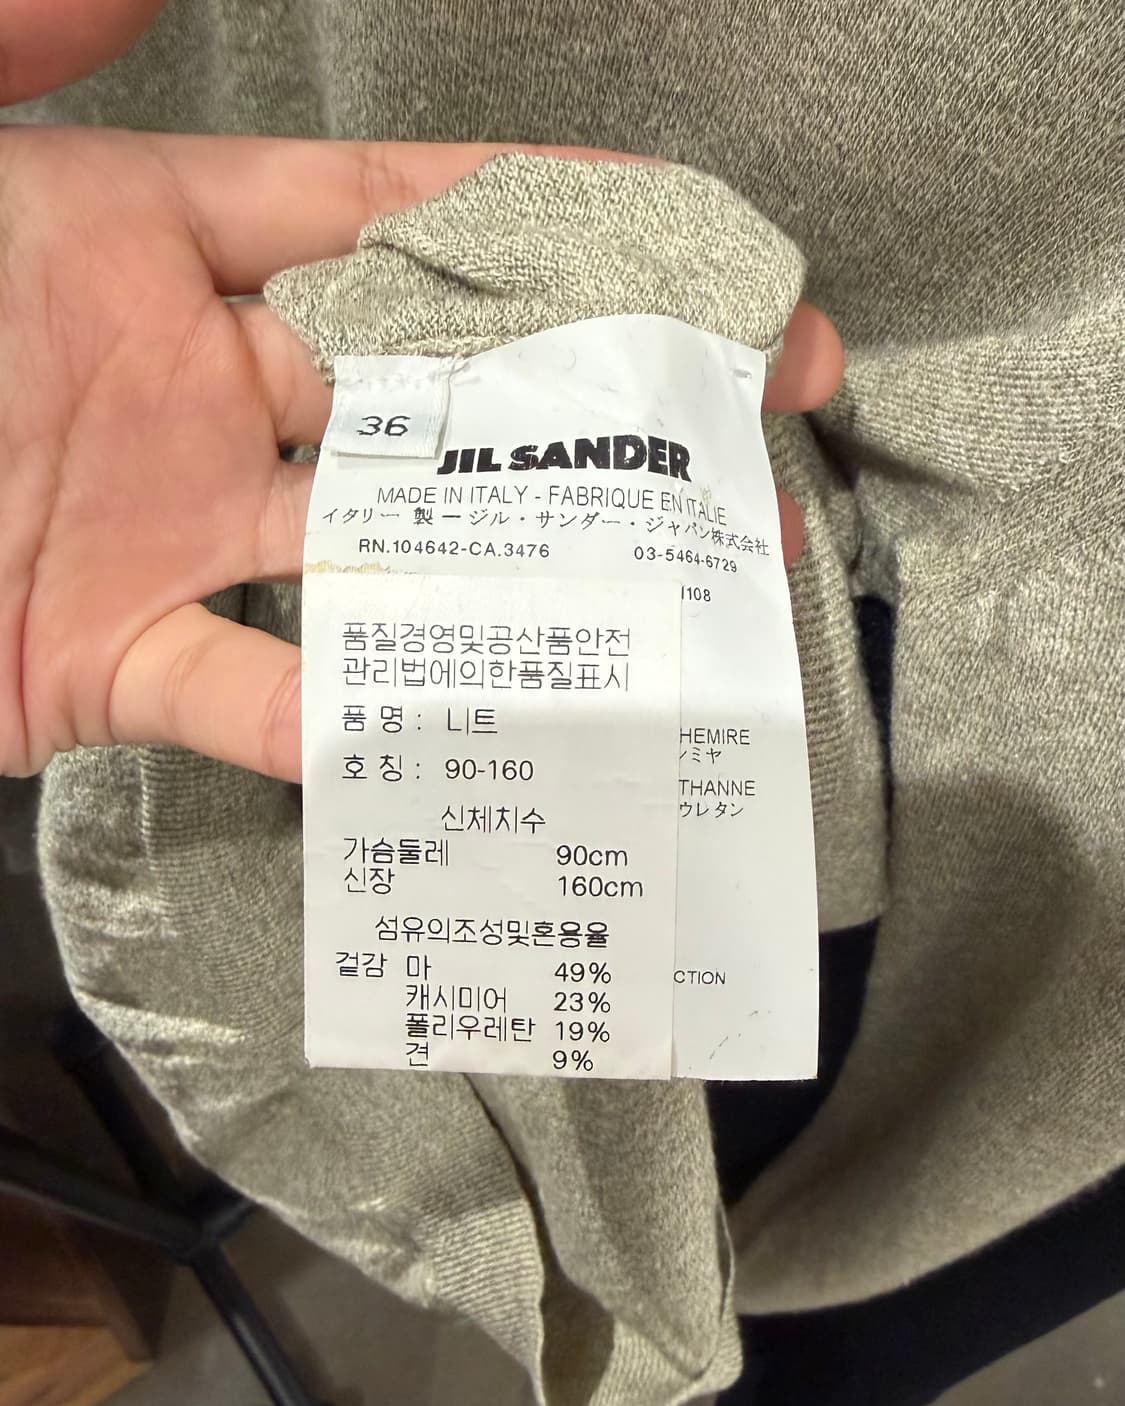 36
JIL SANDER
MADE IN ITALY - FABRIQUE EN ITALIE
イタリー 製 ージル・サンダー・ジャパン株式会社
RN.104642-CA.3476 03-5464-6729
108
품질경영및공산품안전
관리법에의한품질표시
품 명 : 니트
HEMIRE
シミヤ
호 칭 : 90-160
THANNE
ウレタン
신체치수
가슴둘레 90cm
신장 160cm
섬유의조성및혼용율
겉감 마 49%
CTION
캐시미어 23%
폴리우레탄 19%
견 9%